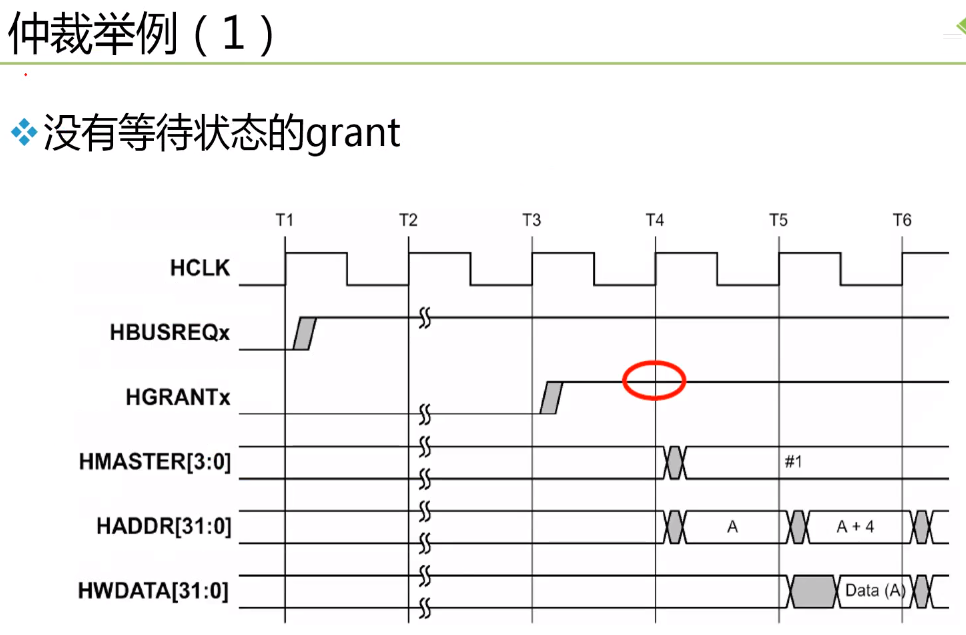 仲裁举例（1）
没有等待状态的grant
T1 T2 T3 T4 T5 T6
HCLK
HBUSREQx
HGRANTx
HMASTER[3:0] #1
HADDR[31:0] A A + 4
HWDATA[31:0] Data (A)